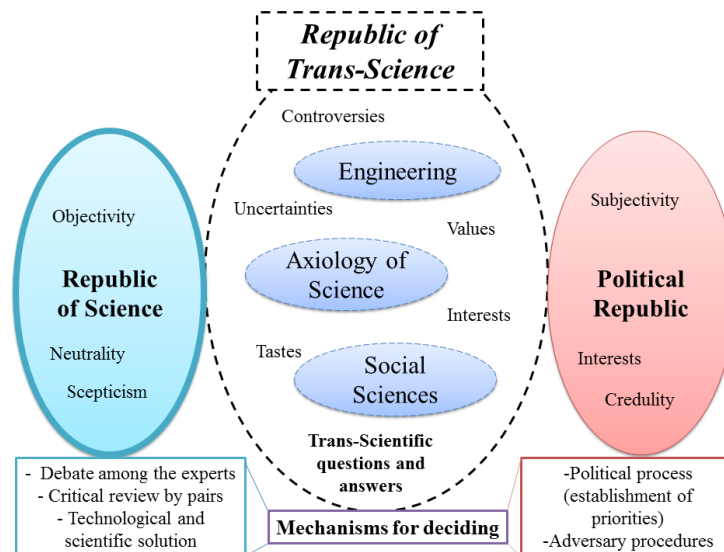 Republic of
Trans-Science
Controversies
Engineering
Uncertainties
Values
Axiology of
Science
Interests
Tastes
Social
Sciences
Trans-Scientific
questions and
answers
Objectivity
Republic
of Science
Neutrality
Scepticism
Subjectivity
Political
Republic
Interests
Credulity
- Debate among the experts
- Critical review by pairs
- Technological and
scientific solution
Mechanisms for deciding
-Political process
(establishment of
priorities)
-Adversary procedures